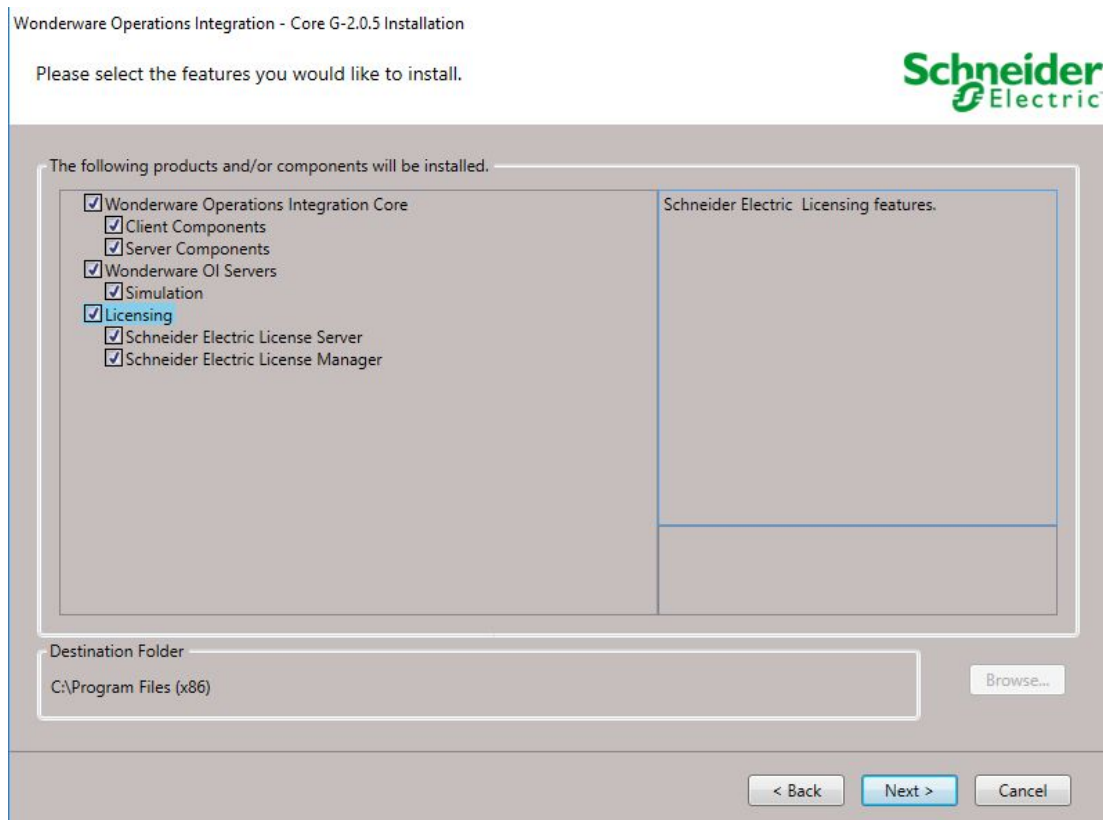 Wonderware Operations Integration - Core G-2.0.5 Installation
Please select the features you would like to install.
Schneider
Electric
The following products and/or components will be installed.
Wonderware Operations Integration Core
Client Components
Server Components
Wonderware OI Servers
Simulation
Licensing
Schneider Electric License Server
Schneider Electric License Manager
Schneider Electric  Licensing features.
Destination Folder
C:\Program Files (x86)
Browse...
< Back
Next >
Cancel